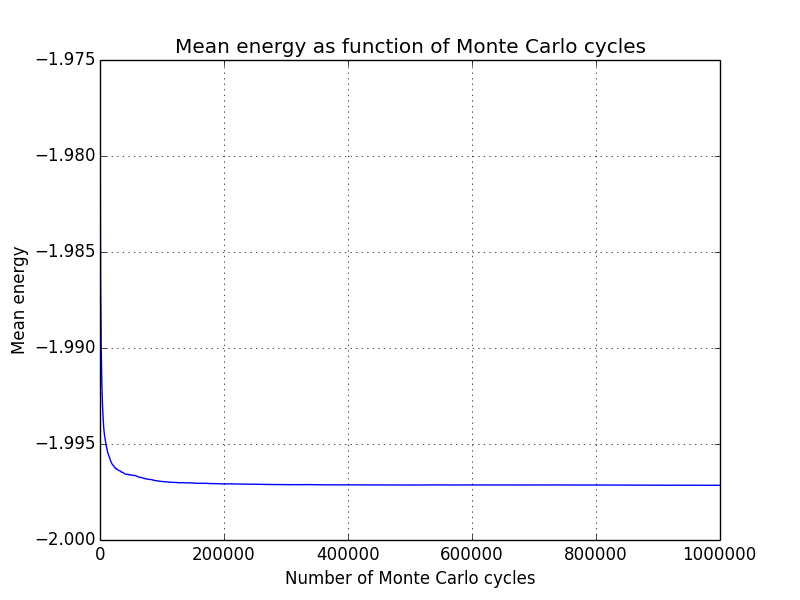 Mean energy as function of Monte Carlo cycles
−1.975
−1.980
−1.985
−1.990
−1.995
−2.000
Mean energy
0 200000 400000 600000 800000 1000000
Number of Monte Carlo cycles